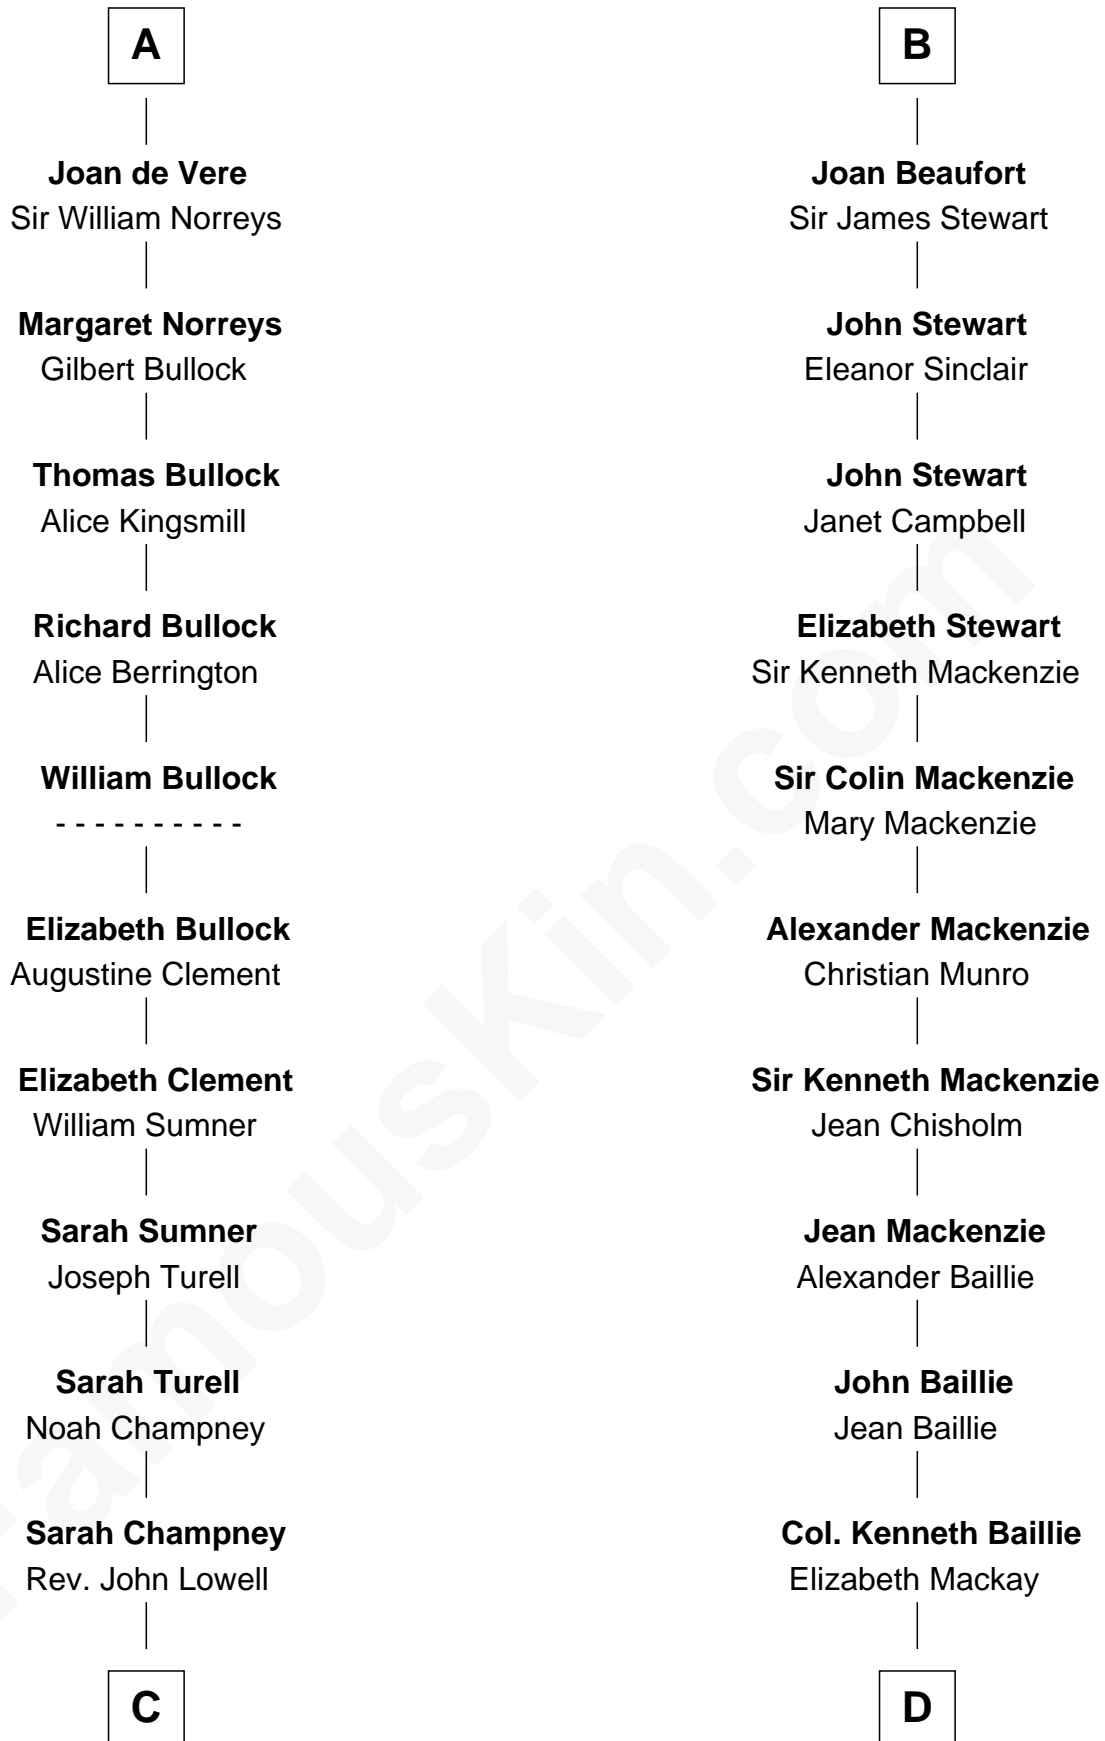 A
Joan de Vere
Sir William Norreys
Margaret Norreys
Gilbert Bullock
Thomas Bullock
Alice Kingsmill
Richard Bullock
Alice Berrington
William Bullock
- - - - - - - - - -
Elizabeth Bullock
Augustine Clement
Elizabeth Clement
William Sumner
Sarah Sumner
Joseph Turell
Sarah Turell
Noah Champney
Sarah Champney
Rev. John Lowell
C
B
Joan Beaufort
Sir James Stewart
John Stewart
Eleanor Sinclair
John Stewart
Janet Campbell
Elizabeth Stewart
Sir Kenneth Mackenzie
Sir Colin Mackenzie
Mary Mackenzie
Alexander Mackenzie
Christian Munro
Sir Kenneth Mackenzie
Jean Chisholm
Jean Mackenzie
Alexander Baillie
John Baillie
Jean Baillie
Col. Kenneth Baillie
Elizabeth Mackay
D
FamousKin.com